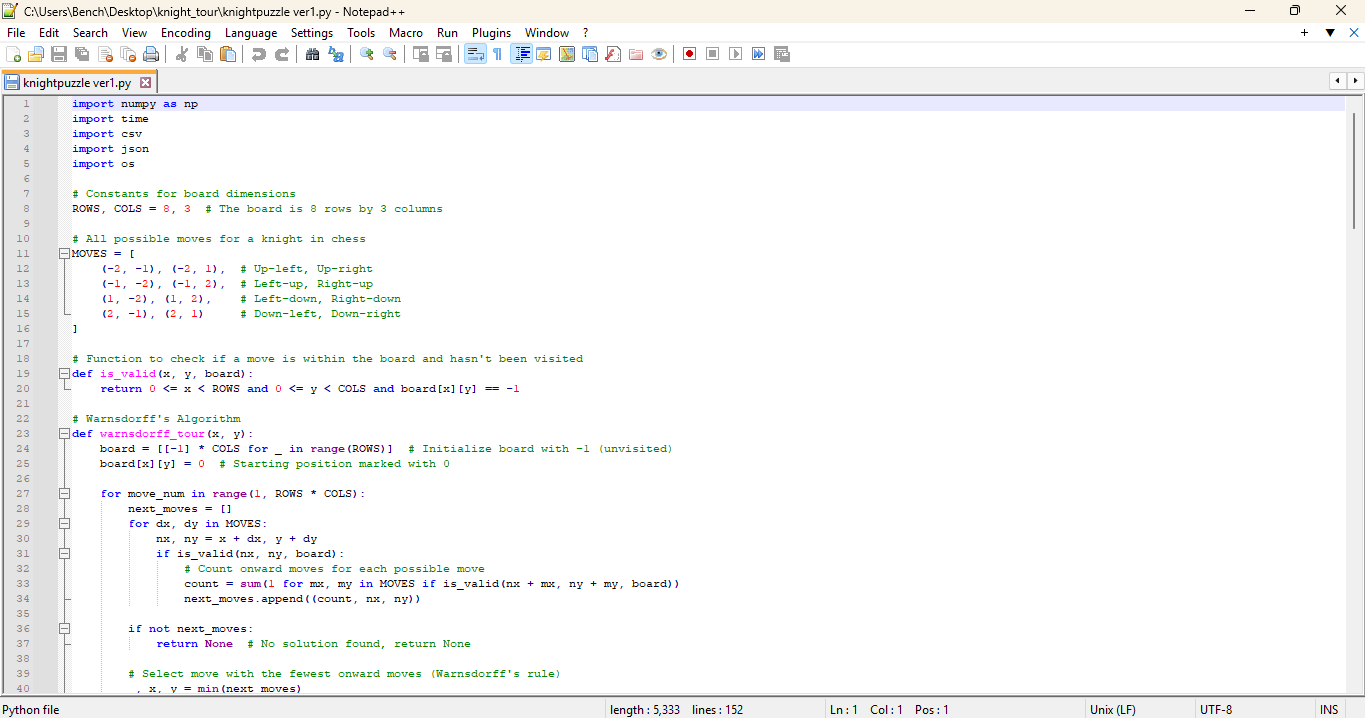 C:\Users\Bench\Desktop\knight_tour\knightpuzzle ver1.py - Notepad++
File Edit Search View Encoding Language Settings Tools Macro Run Plugins Window ?
knightpuzzle ver1.py
1 import numpy as np
2 import time
3 import csv
4 import json
5 import os
6
7 # Constants for board dimensions
8 ROWS, COLS = 8, 3  # The board is 8 rows by 3 columns
9
10 # All possible moves for a knight in chess
11 MOVES = [
12     (-2, -1), (-2, 1),  # Up-left, Up-right
13     (-1, -2), (-1, 2),  # Left-up, Right-up
14     (1, -2), (1, 2),    # Left-down, Right-down
15     (2, -1), (2, 1)     # Down-left, Down-right
16 ]
17
18 # Function to check if a move is within the board and hasn't been visited
19 def is_valid(x, y, board):
20     return 0 <= x < ROWS and 0 <= y < COLS and board[x][y] == -1
21
22 # Warnsdorff's Algorithm
23 def warnsdorff_tour(x, y):
24     board = [[-1] * COLS for _ in range(ROWS)]  # Initialize board with -1 (unvisited)
25     board[x][y] = 0  # Starting position marked with 0
26
27     for move_num in range(1, ROWS * COLS):
28         next_moves = []
29         for dx, dy in MOVES:
30             nx, ny = x + dx, y + dy
31             if is_valid(nx, ny, board):
32                 # Count onward moves for each possible move
33                 count = sum(1 for mx, my in MOVES if is_valid(nx + mx, ny + my, board))
34                 next_moves.append((count, nx, ny))
35
36         if not next_moves:
37             return None  # No solution found, return None
38
39         # Select move with the fewest onward moves (Warnsdorff's rule)
40         _, x, y = min(next_moves)
Python file length : 5,333 lines : 152 Ln : 1 Col : 1 Pos : 1 Unix (LF) UTF-8 INS